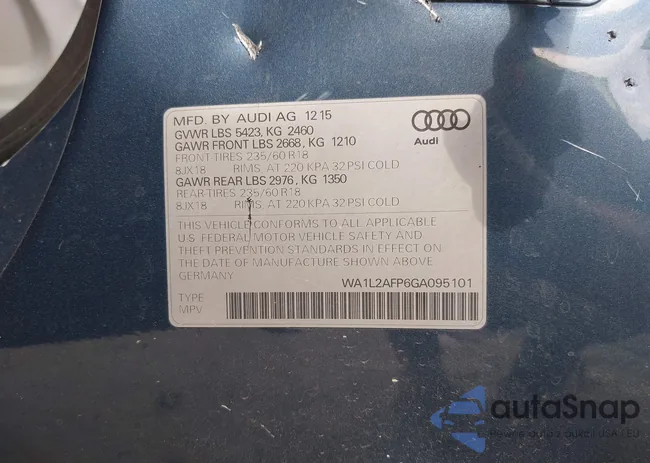 MFD. BY AUDI AG 12 15
GVWR LBS 5423, KG 2460
GAWR FRONT LBS 2668, KG 1210
FRONT TIRES 235/60 R18
8JX18 RIMS, AT 220 KPA 32 PSI COLD
GAWR REAR LBS 2976, KG 1350
REAR-TIRES 235/60 R18
8JX18 RIMS, AT 220 KPA 32 PSI COLD
THIS VEHICLE CONFORMS TO ALL APPLICABLE
U.S. FEDERAL MOTOR VEHICLE SAFETY AND
THEFT PREVENTION STANDARDS IN EFFECT ON
THE DATE OF MANUFACTURE SHOWN ABOVE
GERMANY
WA1L2AFP6GA095101
TYPE
MPV
Audi
autoSnap